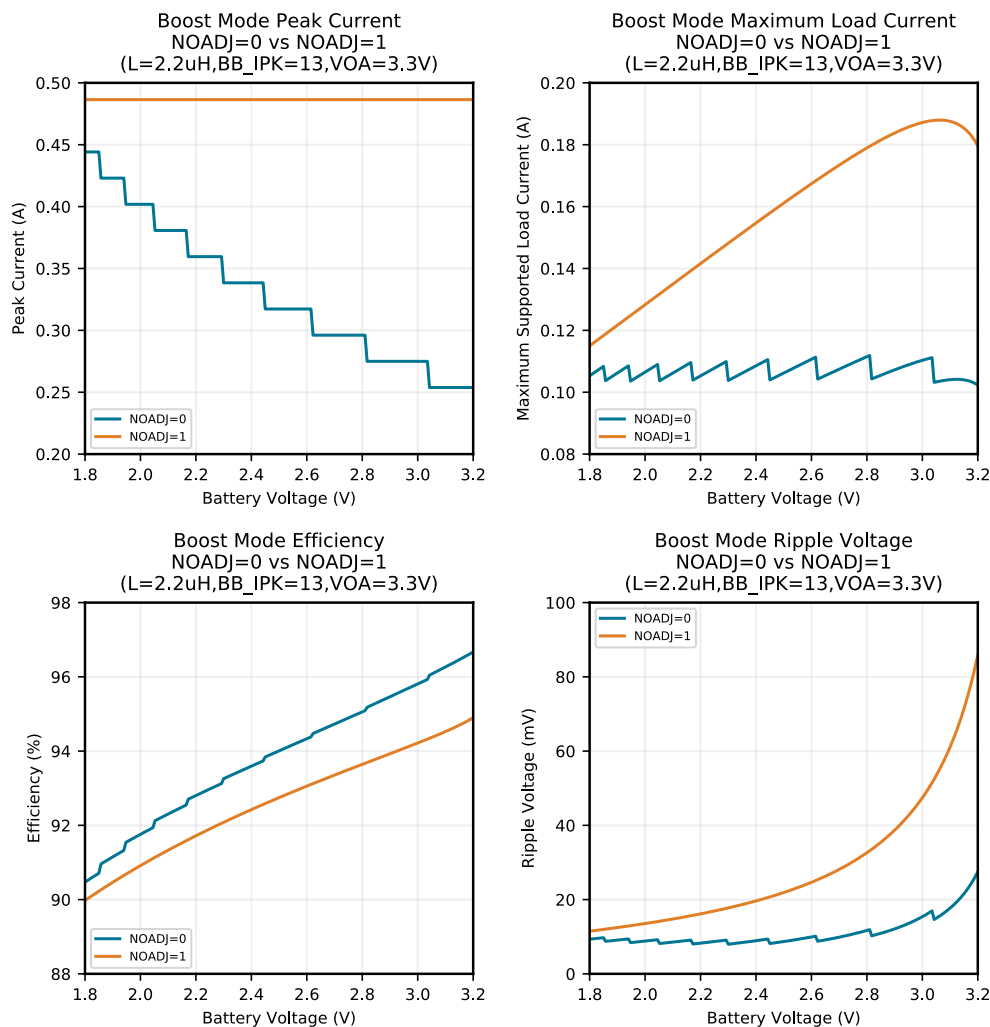 Boost Mode Peak Current
NOADJ=0 vs NOADJ=1
(L=2.2uH,BB_IPK=13,VOA=3.3V)
0.50
0.45
0.40
0.35
0.30
0.25
0.20
Peak Current (A)
NOADJ=0
NOADJ=1
1.8 2.0 2.2 2.4 2.6 2.8 3.0 3.2
Battery Voltage (V)
Boost Mode Maximum Load Current
NOADJ=0 vs NOADJ=1
(L=2.2uH,BB_IPK=13,VOA=3.3V)
0.20
0.18
0.16
0.14
0.12
0.10
0.08
Maximum Supported Load Current (A)
NOADJ=0
NOADJ=1
1.8 2.0 2.2 2.4 2.6 2.8 3.0 3.2
Battery Voltage (V)
Boost Mode Efficiency
NOADJ=0 vs NOADJ=1
(L=2.2uH,BB_IPK=13,VOA=3.3V)
98
96
94
92
90
88
Efficiency (%)
NOADJ=0
NOADJ=1
1.8 2.0 2.2 2.4 2.6 2.8 3.0 3.2
Battery Voltage (V)
Boost Mode Ripple Voltage
NOADJ=0 vs NOADJ=1
(L=2.2uH,BB_IPK=13,VOA=3.3V)
100
80
60
40
20
0
Ripple Voltage (mV)
NOADJ=0
NOADJ=1
1.8 2.0 2.2 2.4 2.6 2.8 3.0 3.2
Battery Voltage (V)